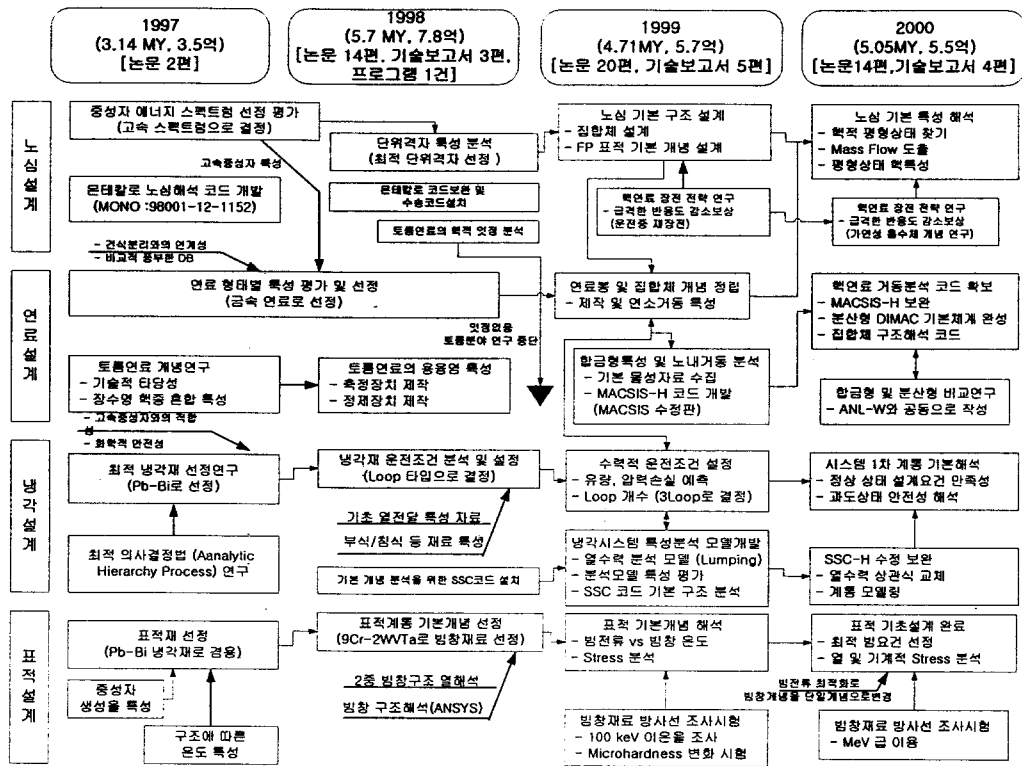 1997
(3.14 MY, 3.5억)
[논문 2편]
1998
(5.7 MY, 7.8억)
[논문 14편, 기술보고서 3편,
프로그램 1건]
1999
(4.71MY, 5.7억)
[논문 20편, 기술보고서 5편]
2000
(5.05MY, 5.5억)
[논문14편,기술보고서 4편]
노심설계
중성자 에너지 스펙트럼 선정 평가
(고속 스펙트럼으로 결정)
고속중성자 특성
몬테칼로 노심해석 코드 개발
(MONO :98001-12-1152)
단위격자 특성 분석
(최적 단위격자 선정 )
몬테칼로 코드보완 및
수송코드설치
토륨연료의 핵적 잇점 분석
노심 기본 구조 설계
- 집합체 설계
- FP 표적 기본 개념 설계
핵연료 장전 전략 연구
- 급격한 반응도 감소보상
(운전중 재장전)
노심 기본 특성 해석
- 핵적 평형상태 찾기
- Mass Flow 도출
- 평형상태 핵특성
핵연료 장전 전략 연구
- 급격한 반응도 감소보상
(가연성 흡수체 개념 연구)
연료설계
- 건식분리와의 연계성
- 비교적 풍부한 DB
연료 형태별 특성 평가 및 선정
(금속 연료로 선정)
잇점없음
토륨분야 연구 중단
토륨연료 개념연구
- 기술적 타당성
- 장수명 핵종 혼합 특성
토륨연료의 용융염 특성
- 측정장치 제작
- 정제장치 제작
연료봉 및 집합체 개념 정립
- 제작 및 연소거동 특성
합금형특성 및 노내거동 분석
- 기본 물성자료 수집
- MACSIS-H 코드 개발
(MACSIS 수정판)
핵연료 거동분석 코드 확보
- MACSIS-H 보완
- 분산형 DIMAC 기본체계 완성
- 집합체 구조해석 코드
합금형 및 분산형 비교연구
- ANL-W와 공동으로 작성
냉각설계
- 고속중성자와의 적합
성
- 화학적 안전성
최적 냉각재 선정연구
(Pb-Bi로 선정)
최적 의사결정법 (Aanalytic
Hierarchy Process) 연구
냉각재 운전조건 분석 및 설정
(Loop 타입으로 결정)
기초 열전달 특성 자료
부식/침식 등 재료 특성
기본 개념 분석을 위한 SSC코드 설치
수력적 운전조건 설정
- 유량, 압력손실 예측
- Loop 개수 (3Loop로 결정)
냉각시스템 특성분석 모델개발
- 열수력 분석 모델 (Lumping)
- 분석모델 특성 평가
- SSC 코드 기본 구조 분석
시스템 1차 계통 기본해석
- 정상 상태 설계요건 만족성
- 과도상태 안전성 해석
SSC-H 수정 보완
- 열수력 상관식 교체
- 계통 모델링
표적설계
표적재 선정
(Pb-Bi 냉각재로 겸용)
중성자
생성율 특성
구조에 따른
온도 특성
표적계통 기본개념 선정
(9Cr-2WVTa로 빔창재료 선정)
2중 빔창구조 열해석
빔창 구조해석(ANSYS)
표적 기본개념 해석
- 빔전류 vs 빔창 온도
- Stress 분석
빔창재료 방사선 조사시험
- 100 keV 이온을 조사
- Microhardness 변화 시험
표적 기초설계 완료
- 최적 빔요건 선정
- 열 및 기계적 Stress 분석
빔전류 최적화로
빔창개념을 단일개념으로변경
빔창재료 방사선 조사시험
- MeV 급 이용